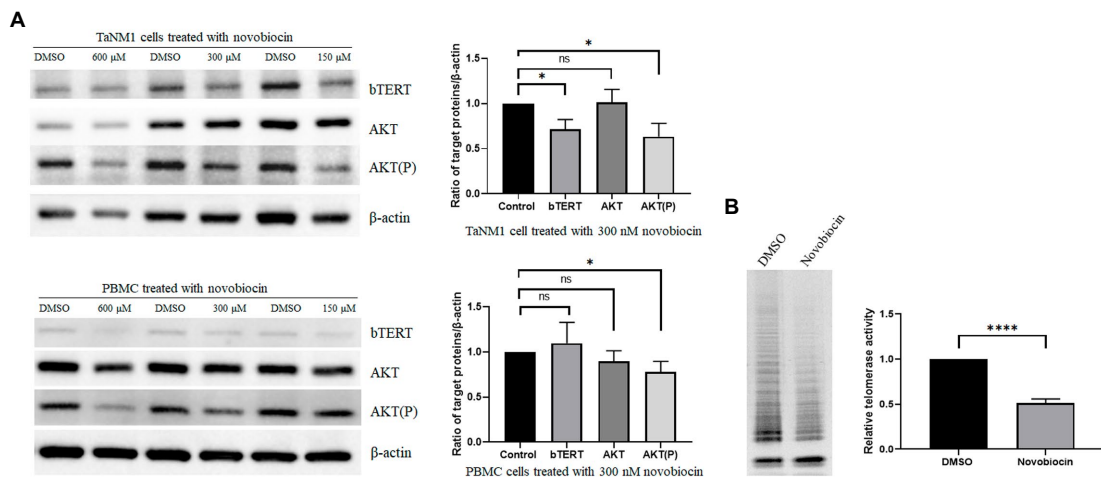 A
TaNM1 cells treated with novobiocin
DMSO 600 μM DMSO 300 μM DMSO 150 μM
bTERT
AKT
AKT(P)
β-actin
Ratio of target proteins/β-actin
1.5
1.0
0.5
0.0
*
ns
*
Control bTERT AKT AKT(P)
TaNM1 cell treated with 300 nM novobiocin
PBMC treated with novobiocin
DMSO 600 μM DMSO 300 μM DMSO 150 μM
bTERT
AKT
AKT(P)
β-actin
Ratio of target proteins/β-actin
1.5
1.0
0.5
0.0
*
ns
ns
Control bTERT AKT AKT(P)
PBMC cells treated with 300 nM novobiocin
B
DMSO Novobiocin
Relative telomerase activity
1.5
1.0
0.5
0.0
****
DMSO Novobiocin